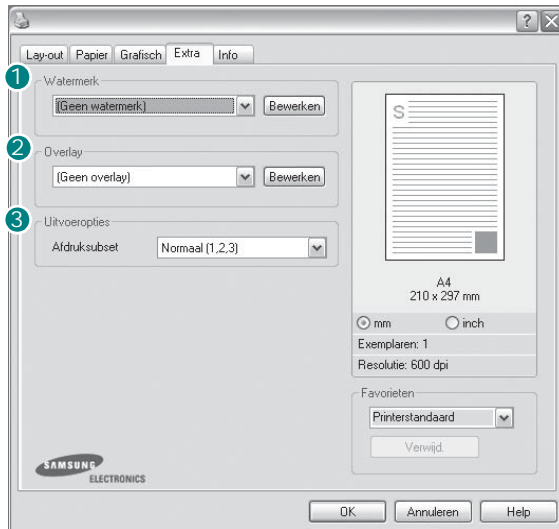 Lay-out Papier Grafisch Extra Info
1
Watermerk
(Geen watermerk) Bewerken
2
Overlay
(Geen overlay) Bewerken
3
Uitvoeropties
Afdruksubset Normaal (1,2,3)
S
A4
210 x 297 mm
mm inch
Exemplaren: 1
Resolutie: 600 dpi
Favorieten
Printerstandaard
Verwijd.
SAMSUNG
ELECTRONICS
OK Annuleren Help